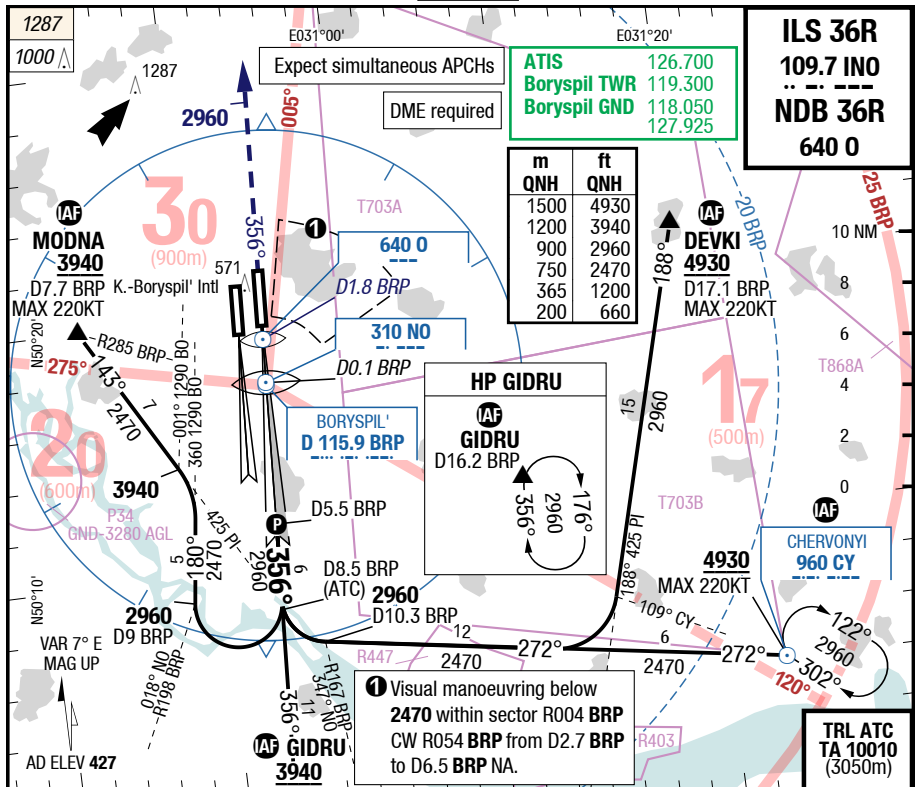 1287
1000
1287
E031°00'
E031°20'
Expect simultaneous APCHs
DME required
ATIS 126.700
Boryspil TWR 119.300
Boryspil GND 118.050
127.925
ILS 36R
109.7 INO
NDB 36R
640 O
m ft
QNH QNH
1500 4930
1200 3940
900 2960
750 2470
365 1200
200 660
2960
005°
356°
30
(900m)
T703A
1
640 O
D1.8 BRP
310 NO
D0.1 BRP
571
K.-Boryspil' Intl
IAF
MODNA
3940
D7.7 BRP
MAX 220KT
R285 BRP
N50°20'
275°
143°
7
2470
001° 1290 BO
360 1290 BO
20
(600m)
P34
GND-3280 AGL
3940
425 PI
5
180°
2470
BORYSPIL'
D 115.9 BRP
P
D5.5 BRP
356°
6
2960
D8.5 BRP
(ATC)
2960
D10.3 BRP
N50°10'
2960
D9 BRP
018° NO
R198 BRP
VAR 7° E
MAG UP
AD ELEV 427
356°
11
R167 BRP
347° NO
IAF GIDRU
3940
HP GIDRU
IAF
GIDRU
D16.2 BRP
356°
2960
176°
IAF
DEVKI
4930
D17.1 BRP
MAX 220KT
188°
15
2960
188° 425 PI
20 BRP
25 BRP
10 NM
8
6
4
2
0
T868A
17
(500m)
T703B
IAF
CHERVONYI
960 CY
4930
MAX 220KT
109° CY
12
272°
6
272°
2470
2470
R447
122°
2960
302°
120°
R403
1 Visual manoeuvring below
2470 within sector R004 BRP
CW R054 BRP from D2.7 BRP
to D6.5 BRP NA.
TRL ATC
TA 10010
(3050m)